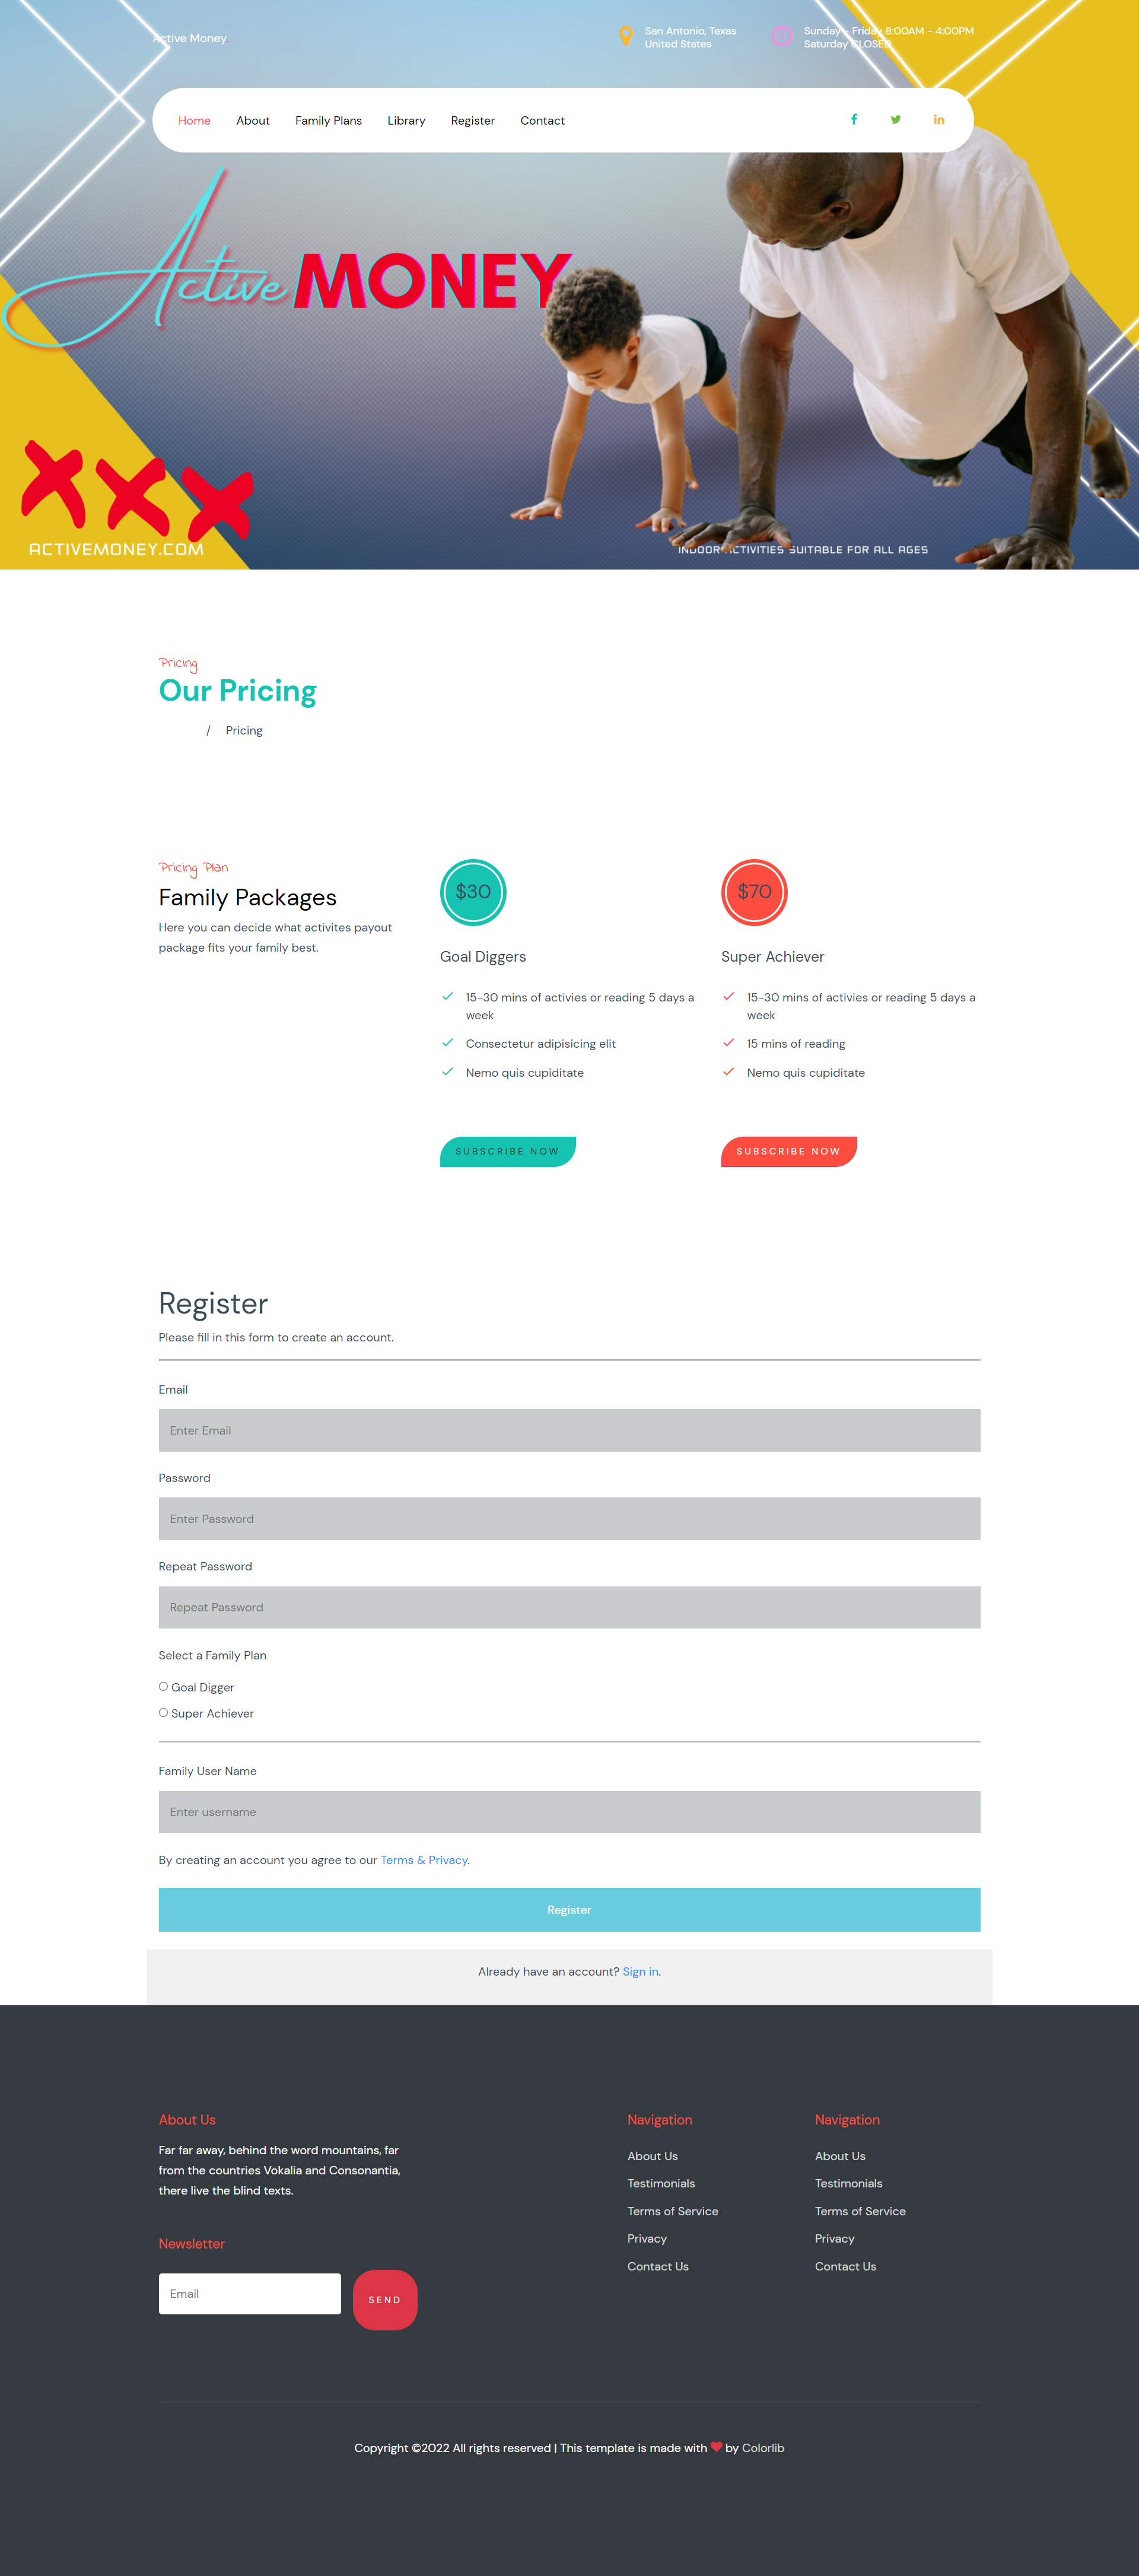 Active Money
San Antonio, Texas
United States
Sunday - Friday 8:00AM - 4:00PM
Saturday CLOSED
Home About Family Plans Library Register Contact
Active MONEY
XXX
ACTIVEMONEY.COM
INDOOR ACTIVITIES SUITABLE FOR ALL AGES
Pricing
Our Pricing
/ Pricing
Pricing Plan
Family Packages
Here you can decide what activites payout
package fits your family best.
$30
Goal Diggers
15-30 mins of activies or reading 5 days a
week
Consectetur adipisicing elit
Nemo quis cupiditate
SUBSCRIBE NOW
$70
Super Achiever
15-30 mins of activies or reading 5 days a
week
15 mins of reading
Nemo quis cupiditate
SUBSCRIBE NOW
Register
Please fill in this form to create an account.
Email
Enter Email
Password
Enter Password
Repeat Password
Repeat Password
Select a Family Plan
Goal Digger
Super Achiever
Family User Name
Enter username
By creating an account you agree to our Terms & Privacy.
Register
Already have an account? Sign in.
About Us
Far far away, behind the word mountains, far
from the countries Vokalia and Consonantia,
there live the blind texts.
Newsletter
Email
SEND
Navigation
About Us
Testimonials
Terms of Service
Privacy
Contact Us
Navigation
About Us
Testimonials
Terms of Service
Privacy
Contact Us
Copyright ©2022 All rights reserved | This template is made with ❤ by Colorlib